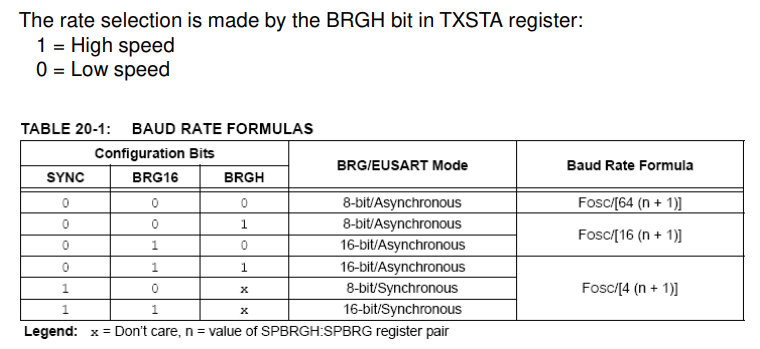 The rate selection is made by the BRGH bit in TXSTA register:
1 = High speed
0 = Low speed
TABLE 20-1: BAUD RATE FORMULAS
Configuration Bits BRG/EUSART Mode Baud Rate Formula
SYNC BRG16 BRGH
0 0 0 8-bit/Asynchronous Fosc/[64 (n + 1)]
0 0 1 8-bit/Asynchronous Fosc/[16 (n + 1)]
0 1 0 16-bit/Asynchronous
0 1 1 16-bit/Asynchronous Fosc/[4 (n + 1)]
1 0 x 8-bit/Synchronous
1 1 x 16-bit/Synchronous
Legend: x = Don't care, n = value of SPBRGH:SPBRG register pair